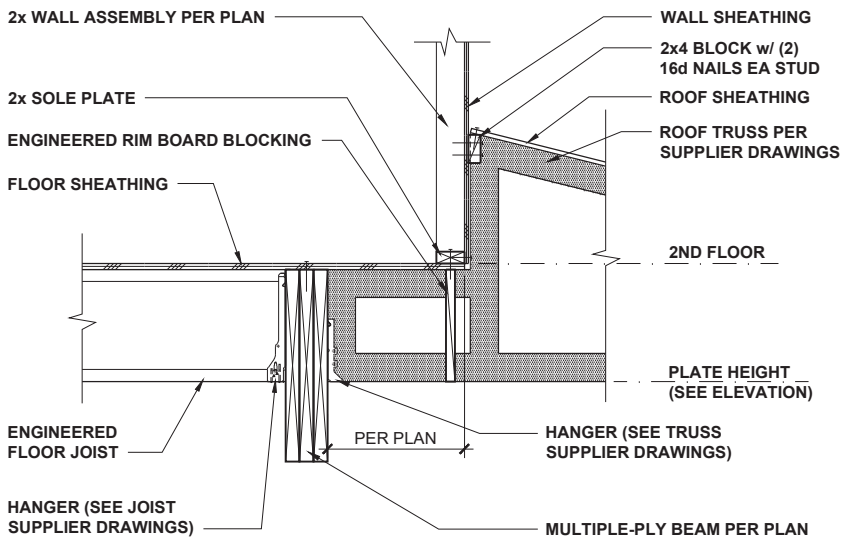 2x WALL ASSEMBLY PER PLAN
2x SOLE PLATE
ENGINEERED RIM BOARD BLOCKING
FLOOR SHEATHING
WALL SHEATHING
2x4 BLOCK w/ (2)
16d NAILS EA STUD
ROOF SHEATHING
ROOF TRUSS PER
SUPPLIER DRAWINGS
2ND FLOOR
PLATE HEIGHT
(SEE ELEVATION)
PER PLAN
ENGINEERED
FLOOR JOIST
HANGER (SEE TRUSS
SUPPLIER DRAWINGS)
HANGER (SEE JOIST
SUPPLIER DRAWINGS)
MULTIPLE-PLY BEAM PER PLAN